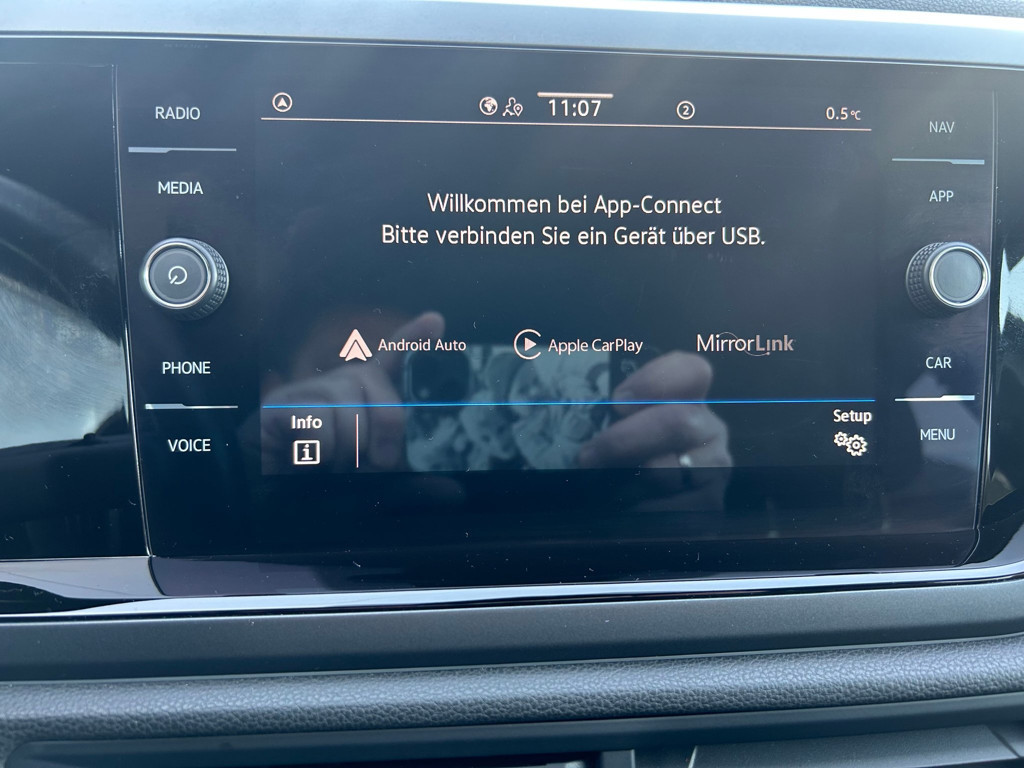 RADIO
MEDIA
PHONE
VOICE
11:07
2
0.5°C
Willkommen bei App-Connect
Bitte verbinden Sie ein Gerät über USB.
Android Auto
Apple CarPlay
MirrorLink
Info
i
Setup
NAV
APP
CAR
MENU